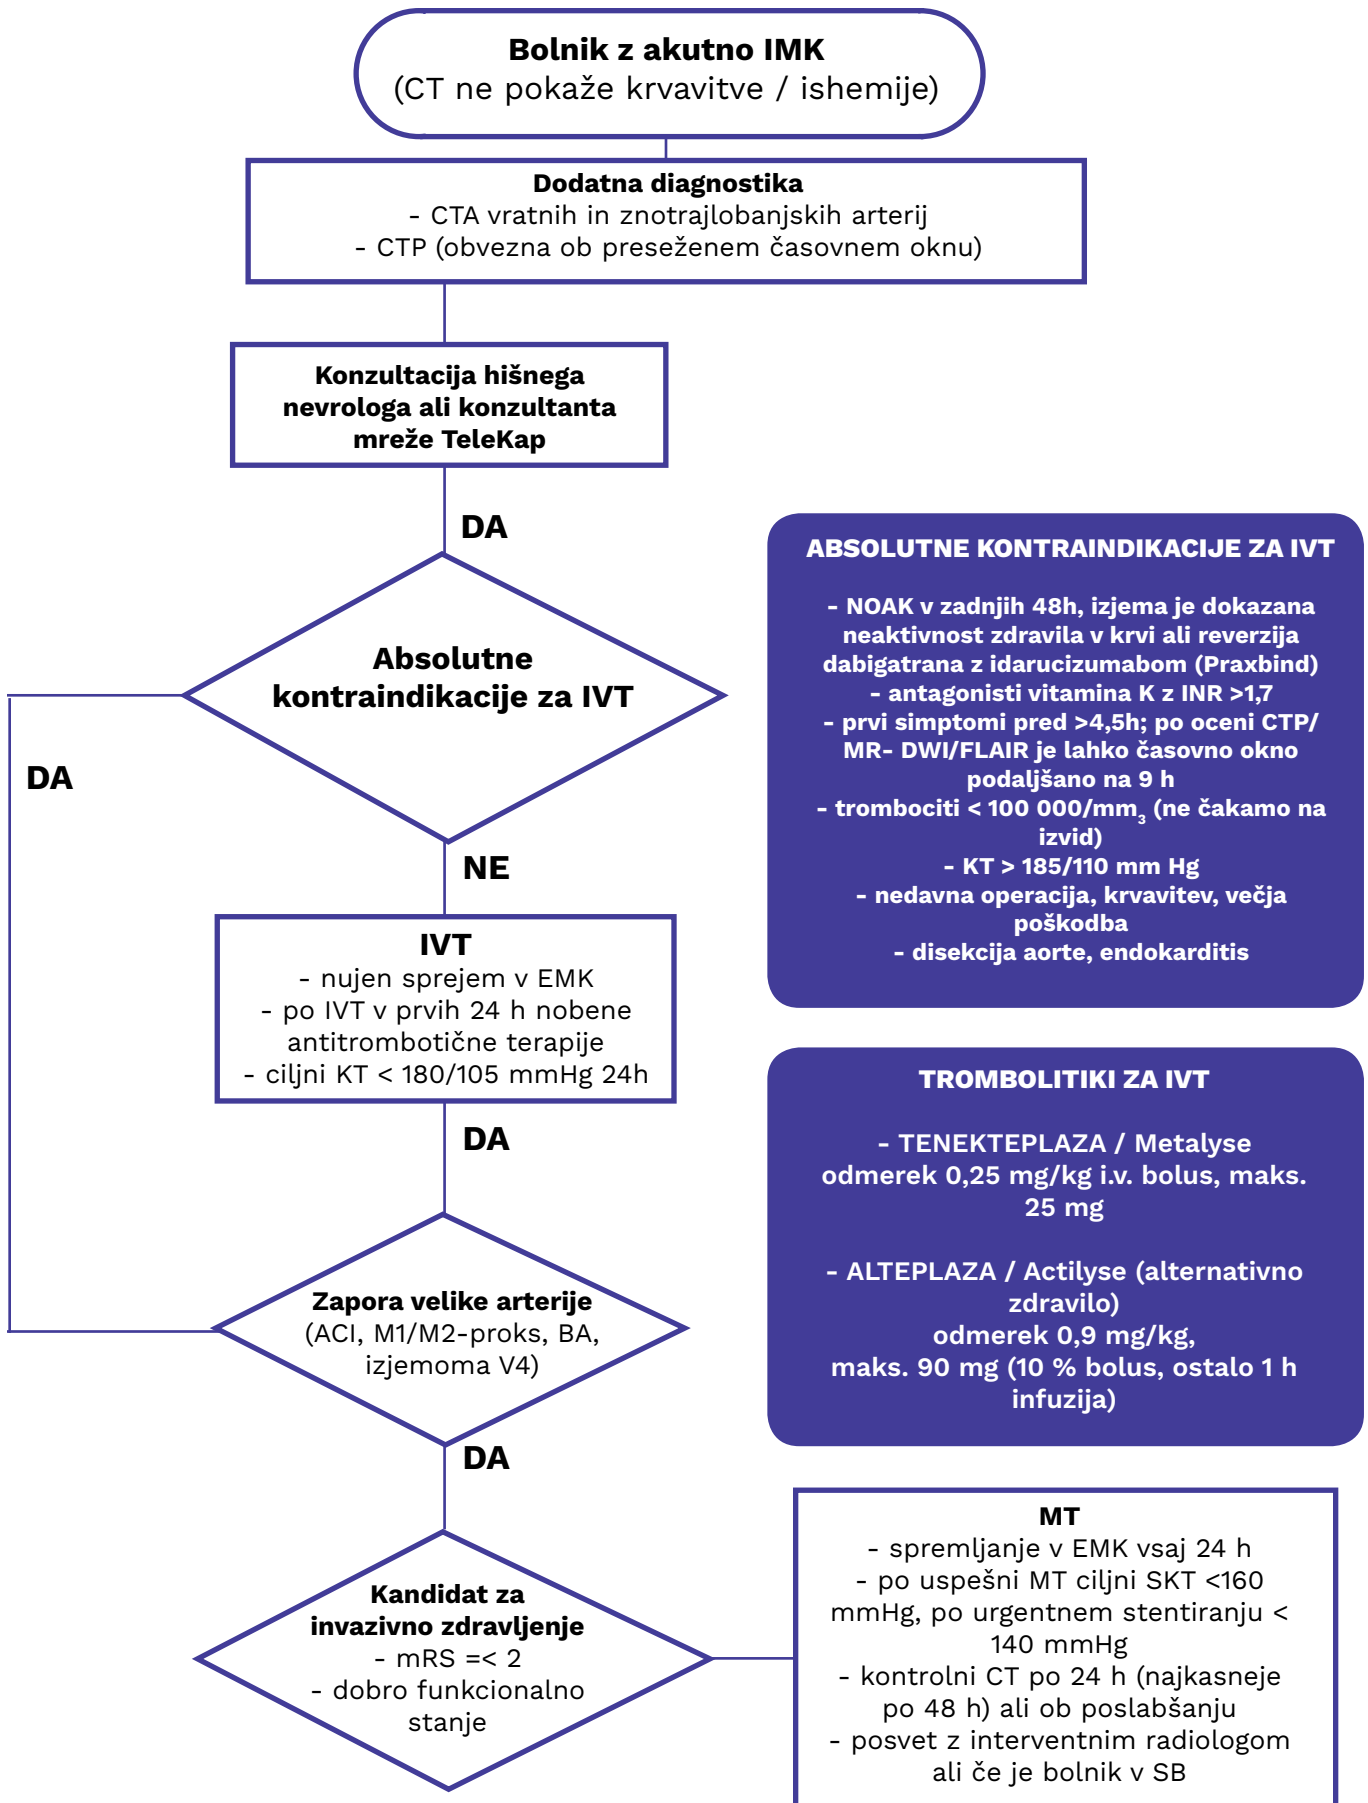 Bolnik z akutno IMK
(CT ne pokaže krvavitve / ishemije)
Dodatna diagnostika
- CTA vratnih in znotrajlobanjskih arterij
- CTP (obvezna ob preseženem časovnem oknu)
Konzultacija hišnega
nevrologa ali konzultanta
mreže TeleKap
DA
Absolutne
kontraindikacije za IVT
DA
NE
IVT
- nujen sprejem v EMK
- po IVT v prvih 24 h nobene
antitrombotične terapije
- ciljni KT < 180/105 mmHg 24h
DA
Zapora velike arterije
(ACI, M1/M2-proks, BA,
izjemoma V4)
DA
Kandidat za
invazivno zdravljenje
- mRS =< 2
- dobro funkcionalno
stanje
ABSOLUTNE KONTRAINDIKACIJE ZA IVT
- NOAK v zadnjih 48h, izjema je dokazana
neaktivnost zdravila v krvi ali reverzija
dabigatrana z idarucizumabom (Praxbind)
- antagonisti vitamina K z INR >1,7
- prvi simptomi pred >4,5h; po oceni CTP/
MR- DWI/FLAIR je lahko časovno okno
podaljšano na 9 h
- trombociti < 100 000/mm₃ (ne čakamo na
izvid)
- KT > 185/110 mm Hg
- nedavna operacija, krvavitev, večja
poškodba
- disekcija aorte, endokarditis
TROMBOLITIKI ZA IVT
- TENEKTEPLAZA / Metalyse
odmerek 0,25 mg/kg i.v. bolus, maks.
25 mg
- ALTEPLAZA / Actilyse (alternativno
zdravilo)
odmerek 0,9 mg/kg,
maks. 90 mg (10 % bolus, ostalo 1 h
infuzija)
MT
- spremljanje v EMK vsaj 24 h
- po uspešni MT ciljni SKT <160
mmHg, po urgentnem stentiranju <
140 mmHg
- kontrolni CT po 24 h (najkasneje
po 48 h) ali ob poslabšanju
- posvet z interventnim radiologom
ali če je bolnik v SB